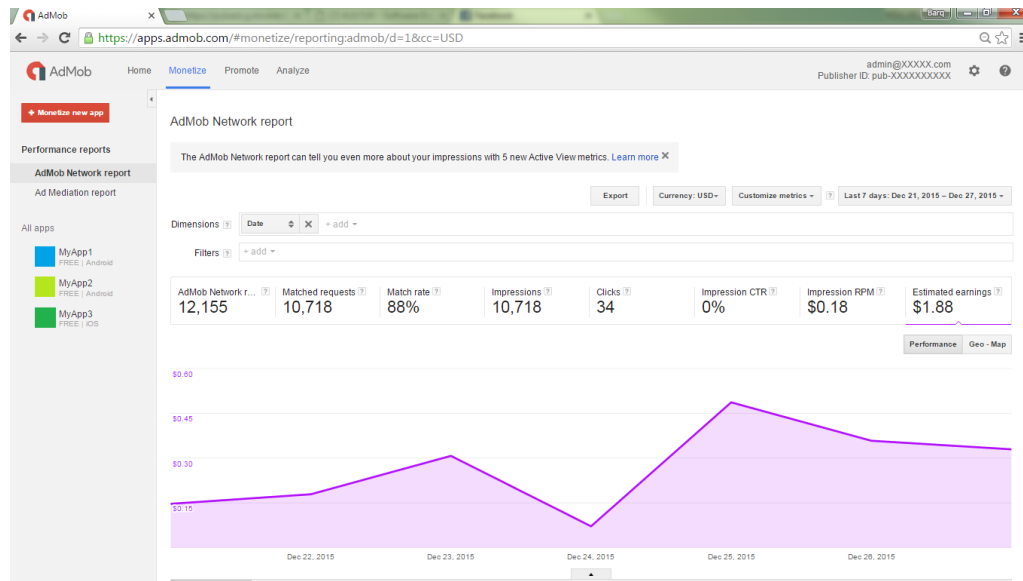 AdMob
Barq
https://apps.admob.com/#monetize/reporting:admob/d=1&cc=USD
AdMob Home Monetize Promote Analyze
admin@XXXXX.com
Publisher ID: pub-XXXXXXXXXX
+ Monetize new app
AdMob Network report
Performance reports
The AdMob Network report can tell you even more about your impressions with 5 new Active View metrics. Learn more
AdMob Network report
Ad Mediation report
Export Currency: USD Customize metrics ? Last 7 days: Dec 21, 2015 – Dec 27, 2015
Dimensions ? Date + add
Filters ? + add
All apps
MyApp1
FREE | Android
MyApp2
FREE | Android
MyApp3
FREE | iOS
AdMob Network r... ? Matched requests ? Match rate ? Impressions ? Clicks ? Impression CTR ? Impression RPM ? Estimated earnings ?
12,155 10,718 88% 10,718 34 0% $0.18 $1.88
Performance Geo - Map
$0.60
$0.45
$0.30
$0.15
Dec 22, 2015 Dec 23, 2015 Dec 24, 2015 Dec 25, 2015 Dec 26, 2015